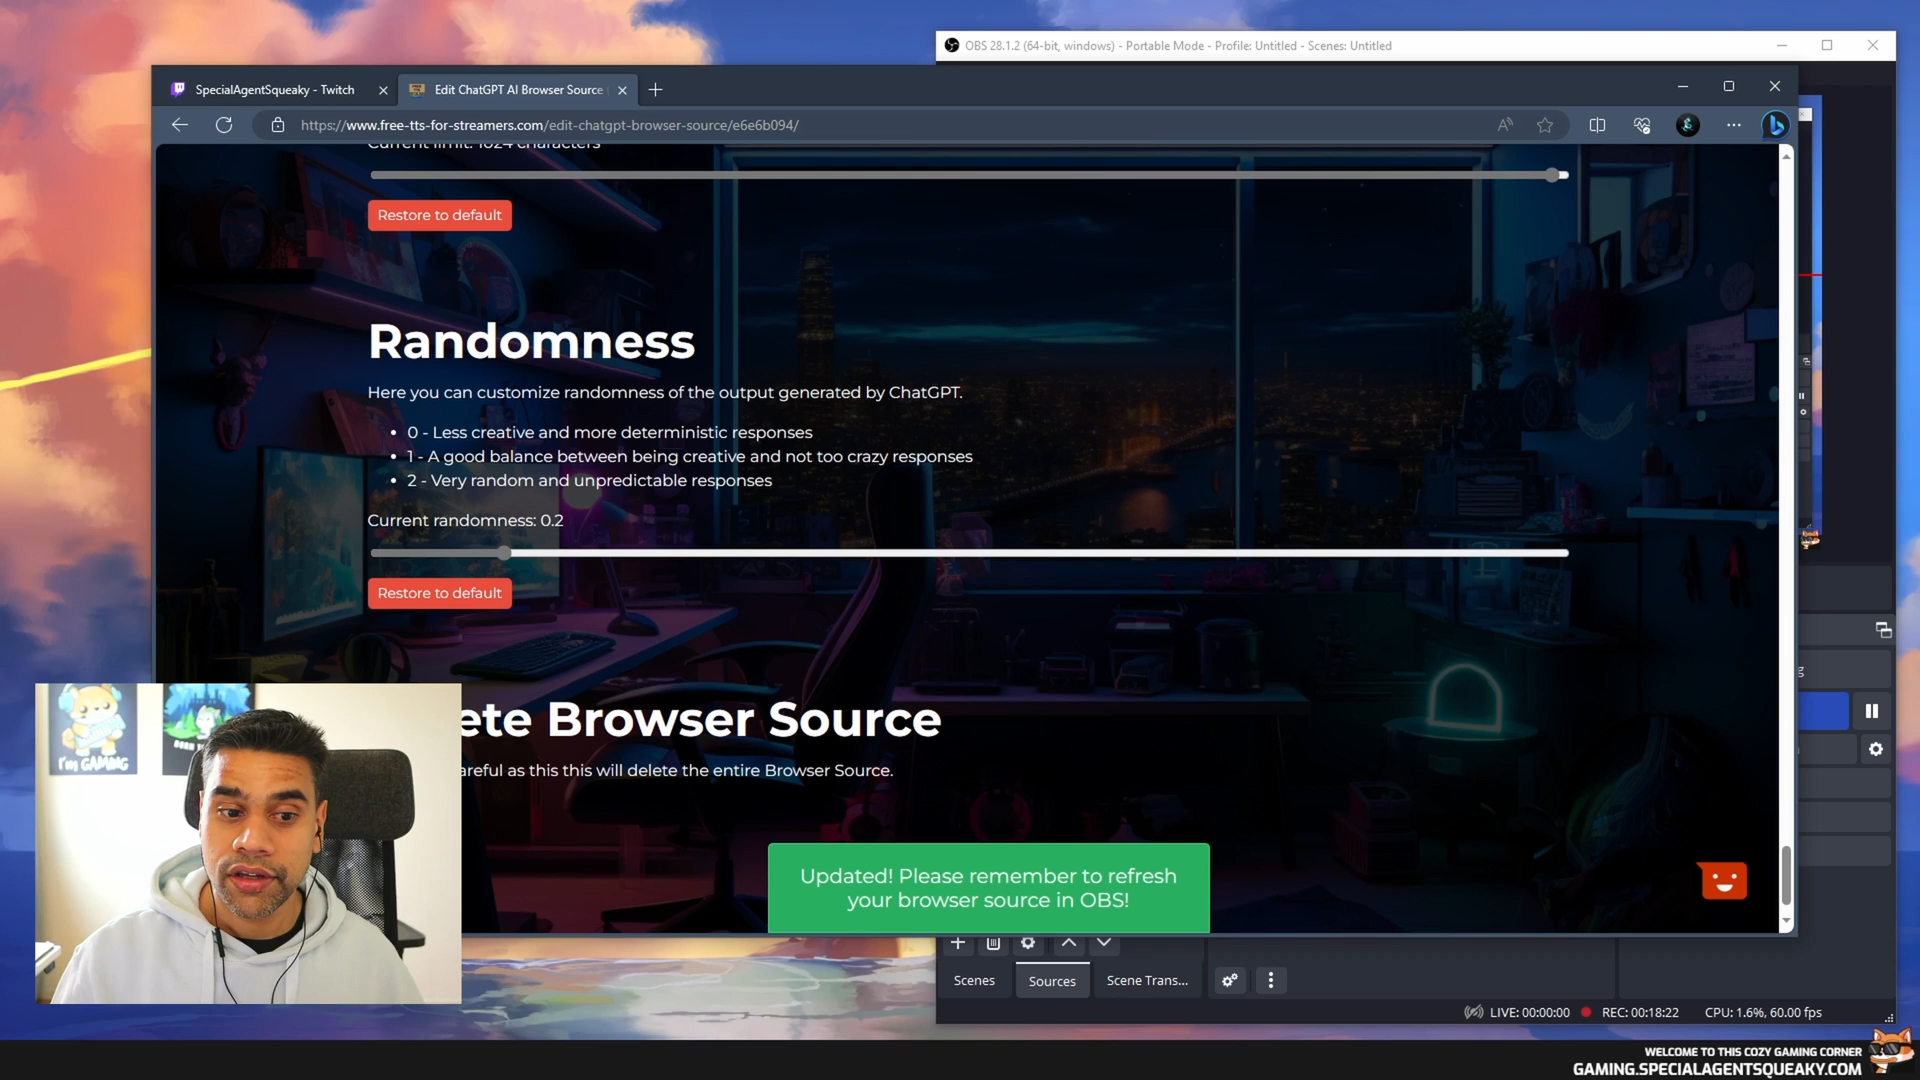 OBS 28.1.2 (64-bit, windows) - Portable Mode - Profile: Untitled - Scenes: Untitled
SpecialAgentSqueaky - Twitch
Edit ChatGPT AI Browser Source
https://www.free-tts-for-streamers.com/edit-chatgpt-browser-source/e6e6b094/
Current limit: 1024 characters
Restore to default
Randomness
Here you can customize randomness of the output generated by ChatGPT.
• 0 - Less creative and more deterministic responses
• 1 - A good balance between being creative and not too crazy responses
• 2 - Very random and unpredictable responses
Current randomness: 0.2
Restore to default
ete Browser Source
areful as this this will delete the entire Browser Source.
I'm GAMING
Updated! Please remember to refresh
your browser source in OBS!
Scenes
Sources
Scene Trans...
LIVE: 00:00:00
REC: 00:18:22
CPU: 1.6%, 60.00 fps
WELCOME TO THIS COZY GAMING CORNER
GAMING.SPECIALAGENTSQUEAKY.COM